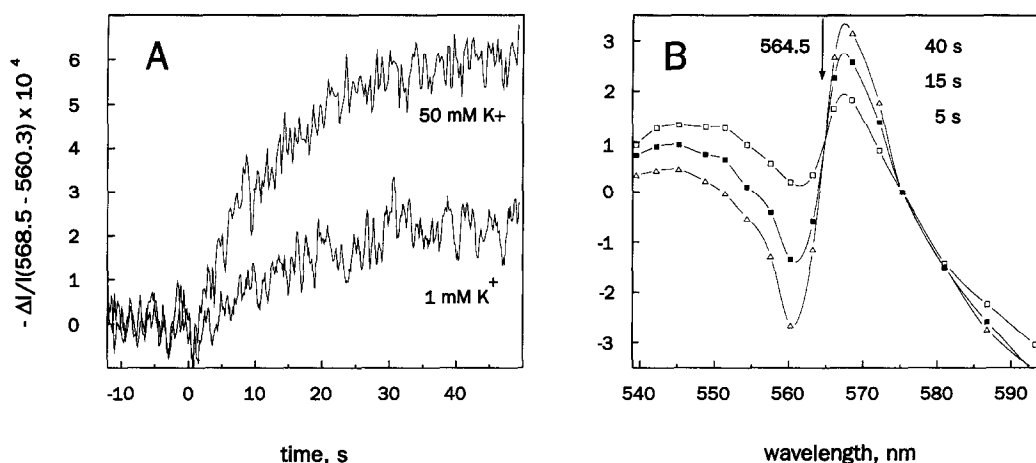 A
- ΔI/I(568.5 - 560.3) x 10⁴
6
5
4
3
2
1
0
50 mM K+
1 mM K⁺
-10 0 10 20 30 40
time, s
B
564.5
40 s
15 s
5 s
3
2
1
0
-1
-2
-3
540 550 560 570 580 590
wavelength, nm